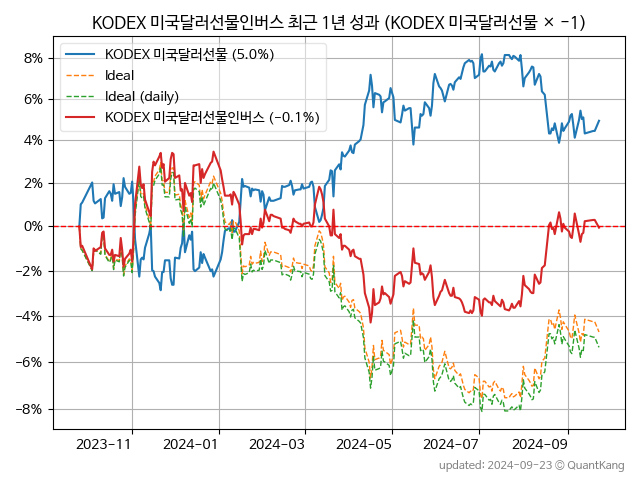 KODEX 미국달러선물인버스 최근 1년 성과 (KODEX 미국달러선물 × −1)
KODEX 미국달러선물 (5.0%)
Ideal
Ideal (daily)
KODEX 미국달러선물인버스 (−0.1%)
8%
6%
4%
2%
0%
−2%
−4%
−6%
−8%
2023−11 2024−01 2024−03 2024−05 2024−07 2024−09
updated: 2024−09−23 © QuantKang